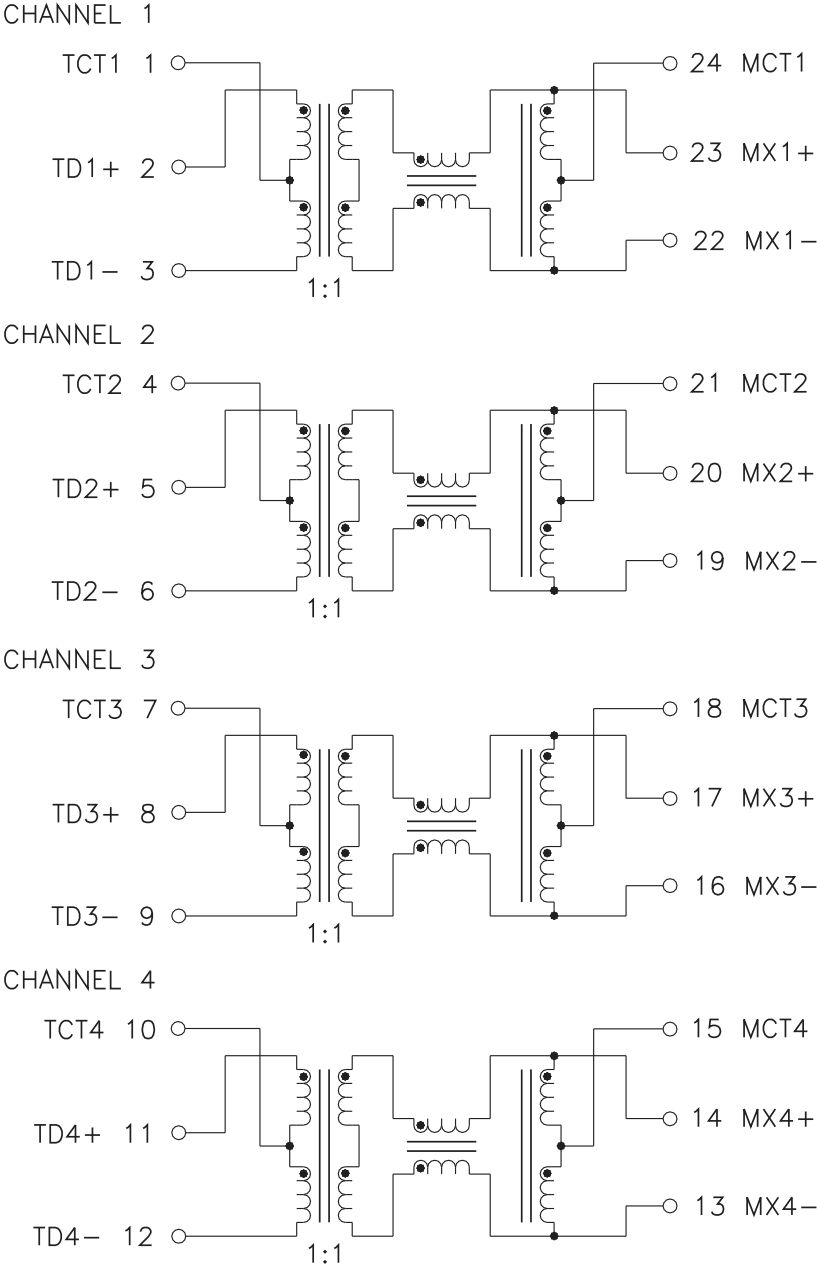 CHANNEL 1
TCT1 1
24 MCT1
TD1+ 2
23 MX1+
22 MX1−
TD1− 3
1:1
CHANNEL 2
TCT2 4
21 MCT2
TD2+ 5
20 MX2+
19 MX2−
TD2− 6
1:1
CHANNEL 3
TCT3 7
18 MCT3
TD3+ 8
17 MX3+
16 MX3−
TD3− 9
1:1
CHANNEL 4
TCT4 10
15 MCT4
TD4+ 11
14 MX4+
13 MX4−
TD4− 12
1:1